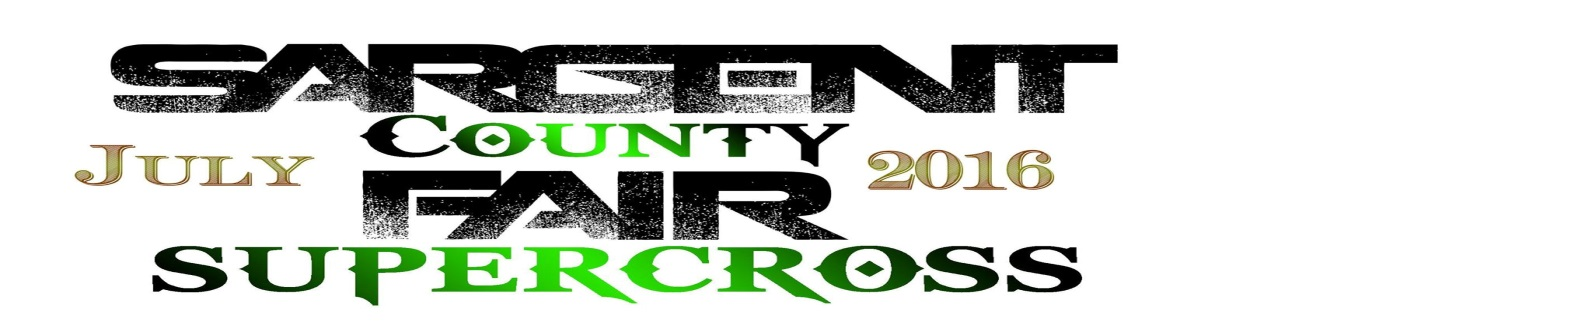 SARGENT
COUNTY
JULY 2016
FAIR
SUPERCROSS